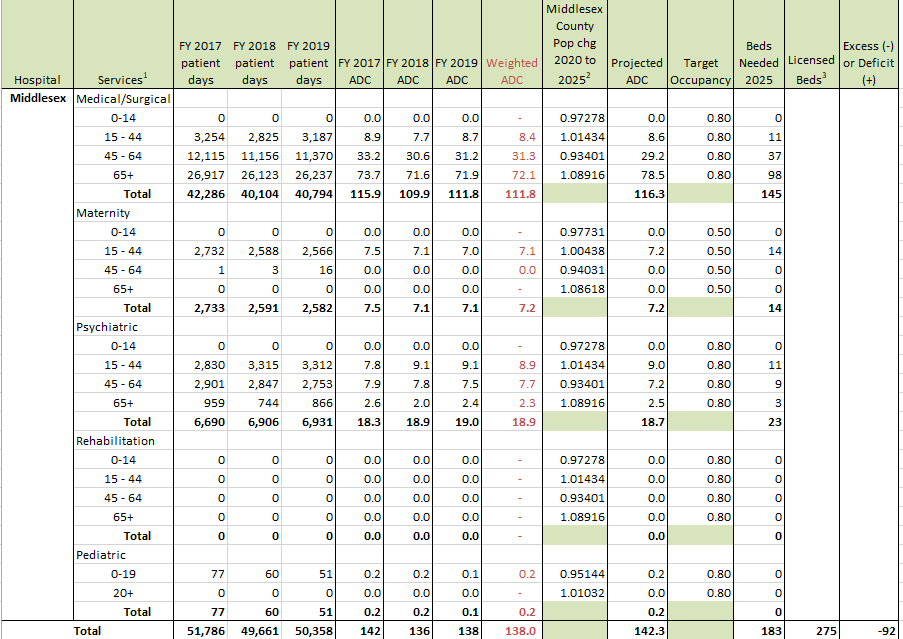 Hospital Services1 FY 2017 patient days FY 2018 patient days FY 2019 patient days FY 2017 ADC FY 2018 ADC FY 2019 ADC Weighted ADC Middlesex County Pop chg 2020 to 20252 Projected ADC Target Occupancy Beds Needed 2025 Licensed Beds3 Excess (-) or Deficit (+)
Middlesex Medical/Surgical
0-14 0 0 0 0.0 0.0 0.0 - 0.97278 0.0 0.80 0
15 - 44 3,254 2,825 3,187 8.9 7.7 8.7 8.4 1.01434 8.6 0.80 11
45 - 64 12,115 11,156 11,370 33.2 30.6 31.2 31.3 0.93401 29.2 0.80 37
65+ 26,917 26,123 26,237 73.7 71.6 71.9 72.1 1.08916 78.5 0.80 98
Total 42,286 40,104 40,794 115.9 109.9 111.8 111.8 116.3 145
Maternity
0-14 0 0 0 0.0 0.0 0.0 - 0.97731 0.0 0.50 0
15 - 44 2,732 2,588 2,566 7.5 7.1 7.0 7.1 1.00438 7.2 0.50 14
45 - 64 1 3 16 0.0 0.0 0.0 0.0 0.94031 0.0 0.50 0
65+ 0 0 0 0.0 0.0 0.0 - 1.08618 0.0 0.50 0
Total 2,733 2,591 2,582 7.5 7.1 7.1 7.2 7.2 14
Psychiatric
0-14 0 0 0 0.0 0.0 0.0 - 0.97278 0.0 0.80 0
15 - 44 2,830 3,315 3,312 7.8 9.1 9.1 8.9 1.01434 9.0 0.80 11
45 - 64 2,901 2,847 2,753 7.9 7.8 7.5 7.7 0.93401 7.2 0.80 9
65+ 959 744 866 2.6 2.0 2.4 2.3 1.08916 2.5 0.80 3
Total 6,690 6,906 6,931 18.3 18.9 19.0 18.9 18.7 23
Rehabilitation
0-14 0 0 0 0.0 0.0 0.0 - 0.97278 0.0 0.80 0
15 - 44 0 0 0 0.0 0.0 0.0 - 1.01434 0.0 0.80 0
45 - 64 0 0 0 0.0 0.0 0.0 - 0.93401 0.0 0.80 0
65+ 0 0 0 0.0 0.0 0.0 - 1.08916 0.0 0.80 0
Total 0 0 0 0.0 0.0 0.0 - 0.0 0
Pediatric
0-19 77 60 51 0.2 0.2 0.1 0.2 0.95144 0.2 0.80 0
20+ 0 0 0 0.0 0.0 0.0 - 1.01032 0.0 0.80 0
Total 77 60 51 0.2 0.2 0.1 0.2 0.2 0
Total 51,786 49,661 50,358 142 136 138 138.0 142.3 183 275 -92